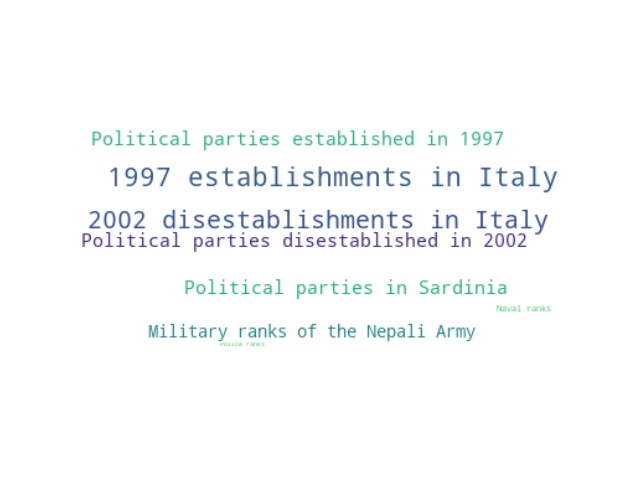 Political parties established in 1997
1997 establishments in Italy
2002 disestablishments in Italy
Political parties disestablished in 2002
Political parties in Sardinia
Naval ranks
Military ranks of the Nepali Army
Police ranks